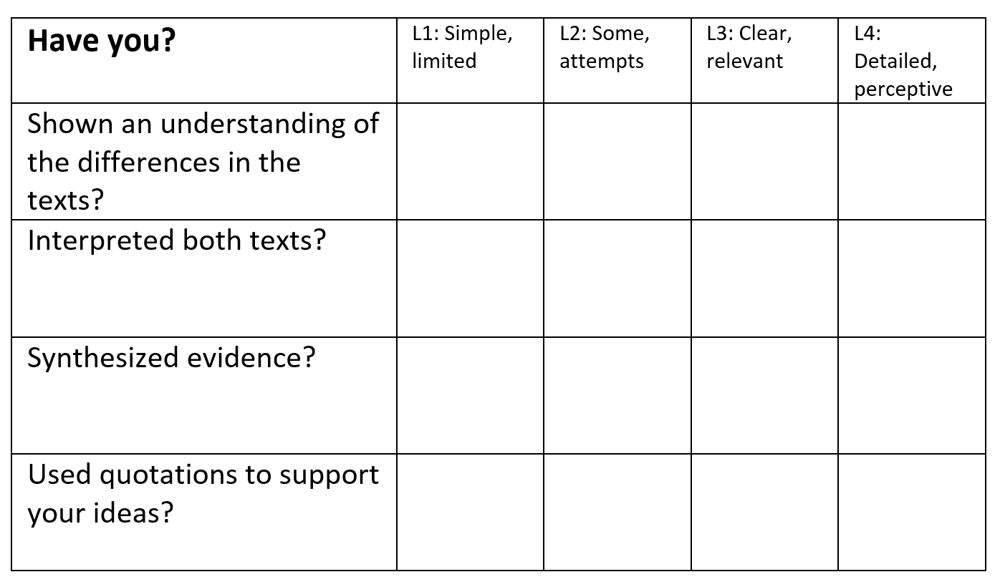 Have you?
L1: Simple,
limited
L2: Some,
attempts
L3: Clear,
relevant
L4:
Detailed,
perceptive
Shown an understanding of
the differences in the
texts?
Interpreted both texts?
Synthesized evidence?
Used quotations to support
your ideas?